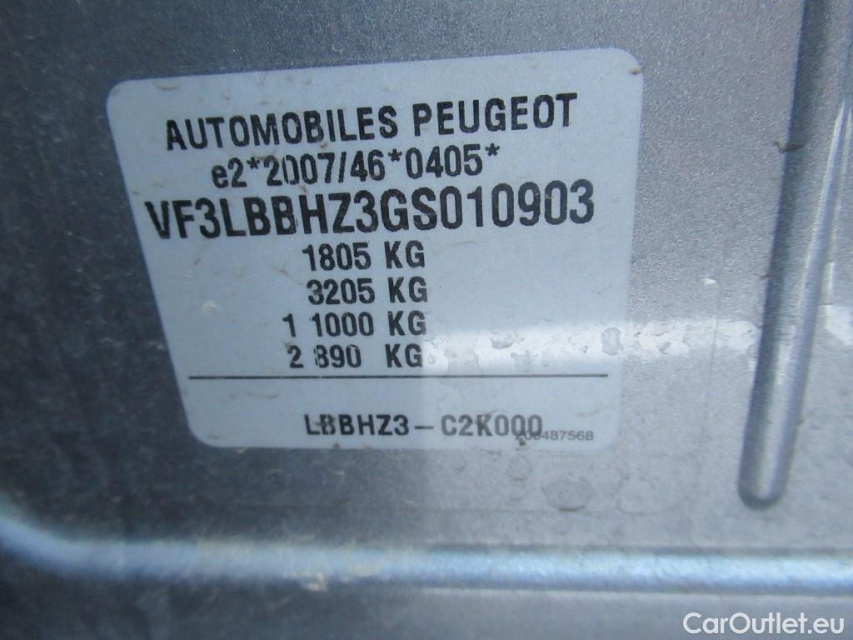 AUTOMOBILES PEUGEOT
e2*2007/46*0405*
VF3LBBHZ3GS010903
1805 KG
3205 KG
1 1000 KG
2 890 KG
LBBHZ3-C2K000
CarOutlet.eu